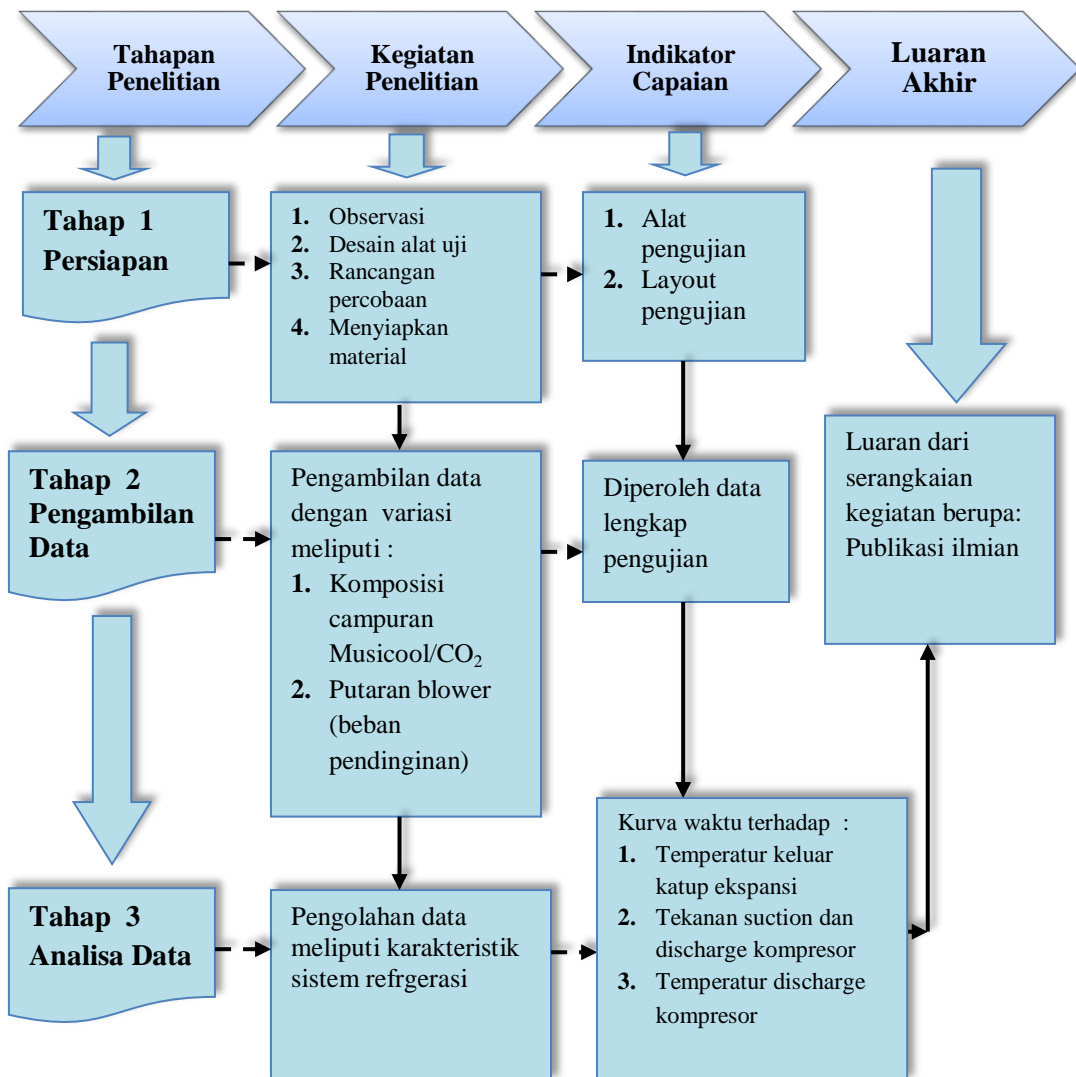 Tahapan
Penelitian
Kegiatan
Penelitian
Indikator
Capaian
Luaran
Akhir
Tahap 1
Persiapan
1. Observasi
2. Desain alat uji
3. Rancangan
percobaan
4. Menyiapkan
material
1. Alat
pengujian
2. Layout
pengujian
Tahap 2
Pengambilan
Data
Pengambilan data
dengan variasi
meliputi :
1. Komposisi
campuran
Musicool/CO₂
2. Putaran blower
(beban
pendinginan)
Diperoleh data
lengkap
pengujian
Luaran dari
serangkaian
kegiatan berupa:
Publikasi ilmian
Tahap 3
Analisa Data
Pengolahan data
meliputi karakteristik
sistem refrgerasi
Kurva waktu terhadap :
1. Temperatur keluar
katup ekspansi
2. Tekanan suction dan
discharge kompresor
3. Temperatur discharge
kompresor